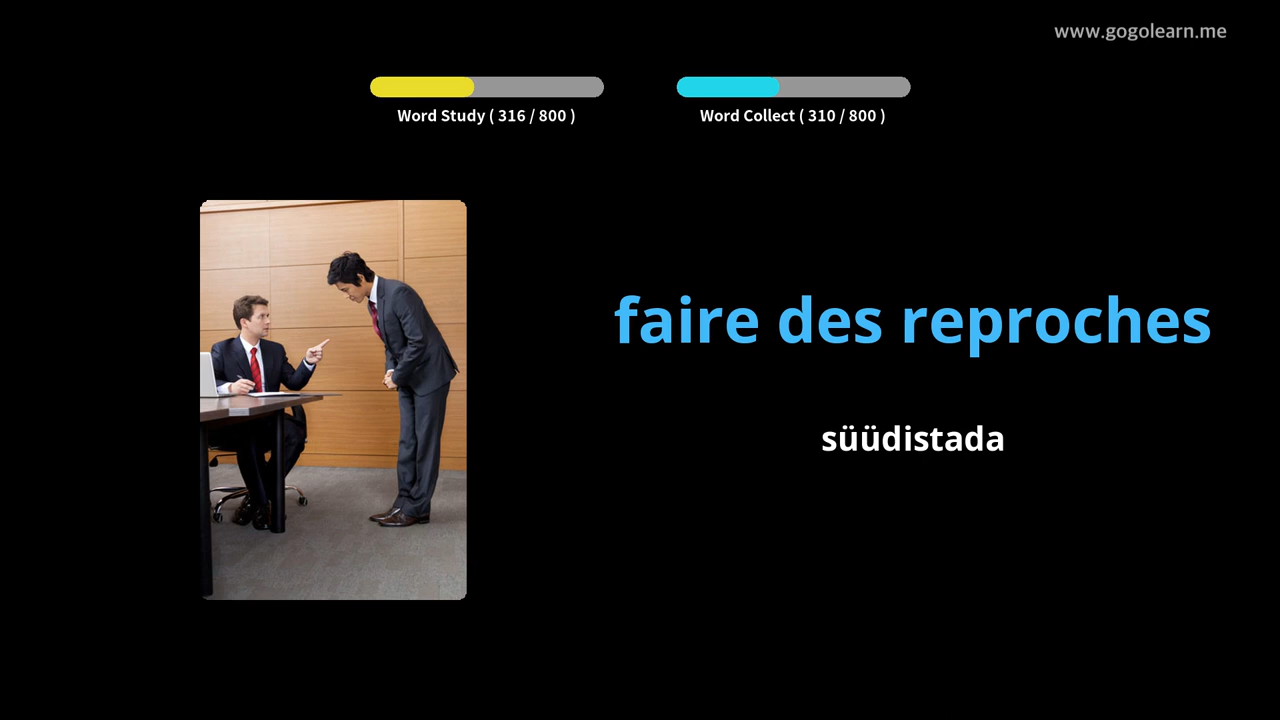 www.gogolearn.me
Word Study ( 316 / 800 )
Word Collect ( 310 / 800 )
faire des reproches
süüdistada